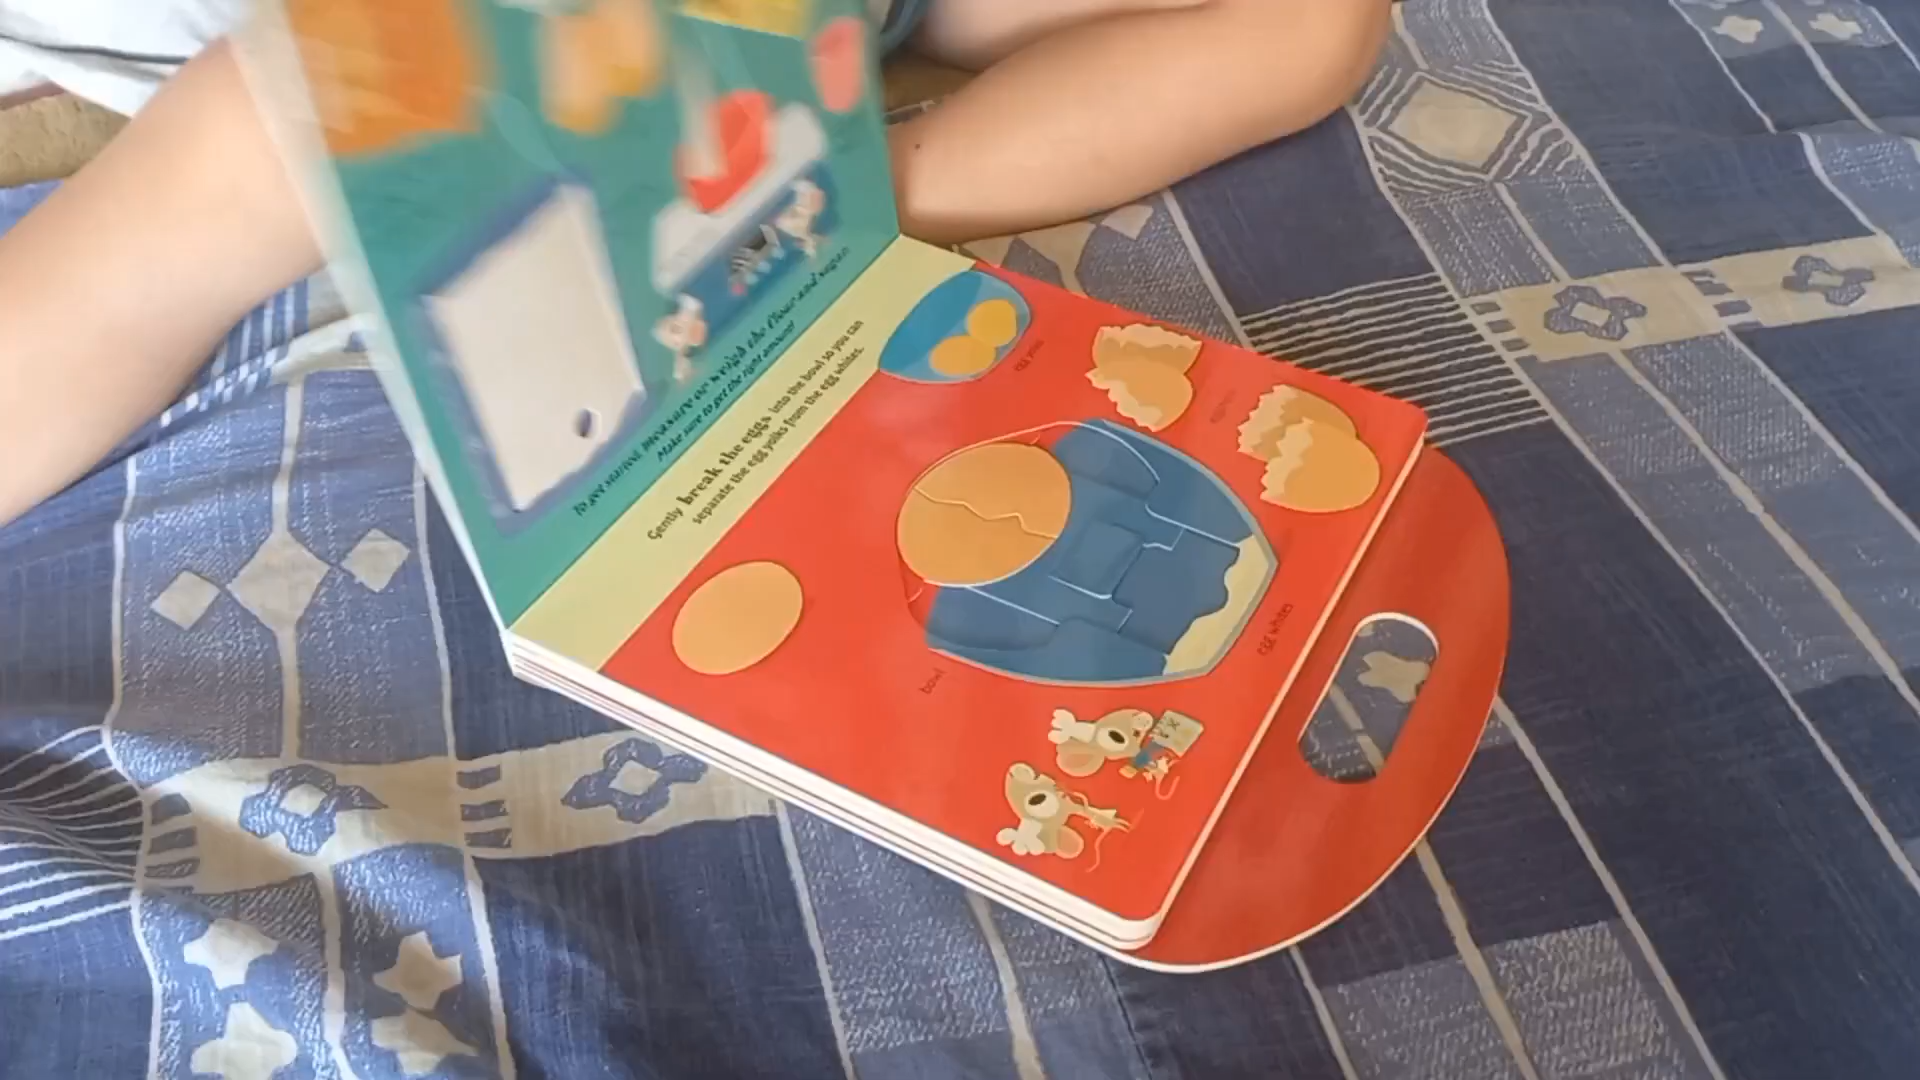 to get started, measure or weigh the flour and sugar.
Make sure to get the right amount!
Gently break the eggs into the bowl so you can
separate the egg yolks from the egg whites.
egg yolks
bowl
egg whites